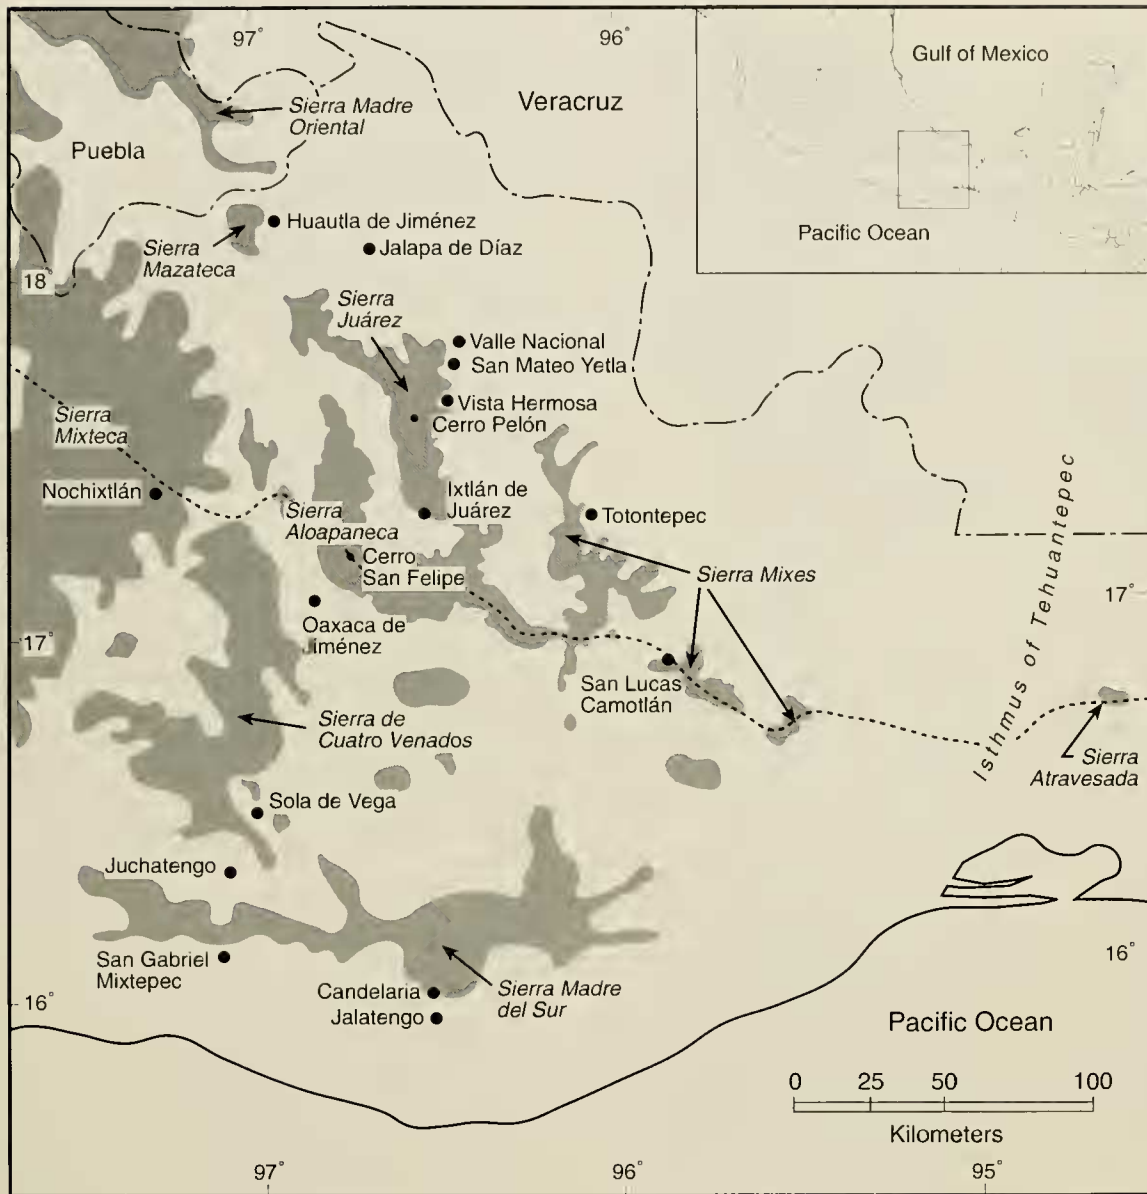 97°
96°
Gulf of Mexico
Pacific Ocean
Sierra Madre
Oriental
Veracruz
Puebla
Huautla de Jiménez
Jalapa de Díaz
Sierra
Mazateca
18°
Sierra
Juárez
Valle Nacional
San Mateo Yetla
Vista Hermosa
Cerro Pelón
Sierra
Mixteca
Nochixtlán
Ixtlán de
Juárez
Sierra
Aloapaneca
Totontepec
Cerro
San Felipe
Sierra Mixes
Isthmus of Tehuantepec
17°
Oaxaca de
Jiménez
17°
San Lucas
Camotlán
Sierra de
Cuatro Venados
Sierra
Atravesada
Sola de Vega
Juchatengo
San Gabriel
Mixtepec
16°
Candelaria
Jalatengo
Sierra Madre
del Sur
16°
Pacific Ocean
0 25 50 100
Kilometers
97°
96°
95°